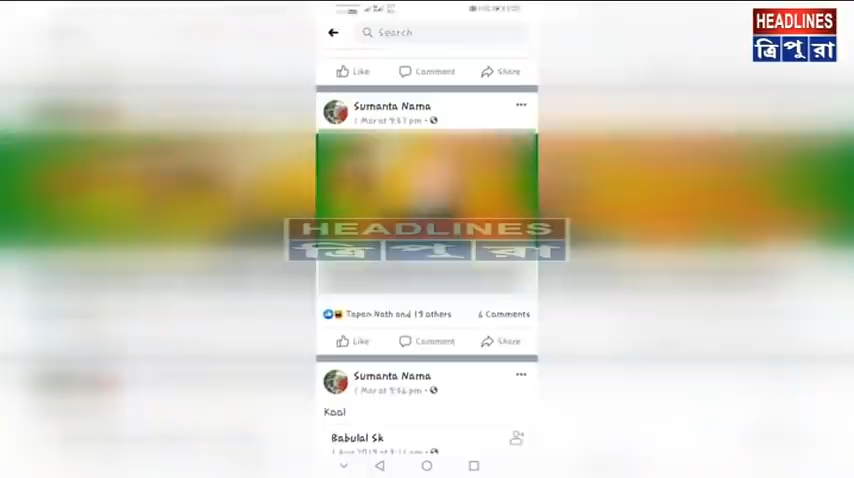 HEADLINES
ত্রিপুরা
Search
Like Comment Share
Sumanta Nama
1 Mar at 9:57 pm
HEADLINES
ত্রিপুরা
Tapan Nath and 19 others 6 Comments
Like Comment Share
Sumanta Nama
1 Mar at 9:56 pm
Kaal
Babulal Sk